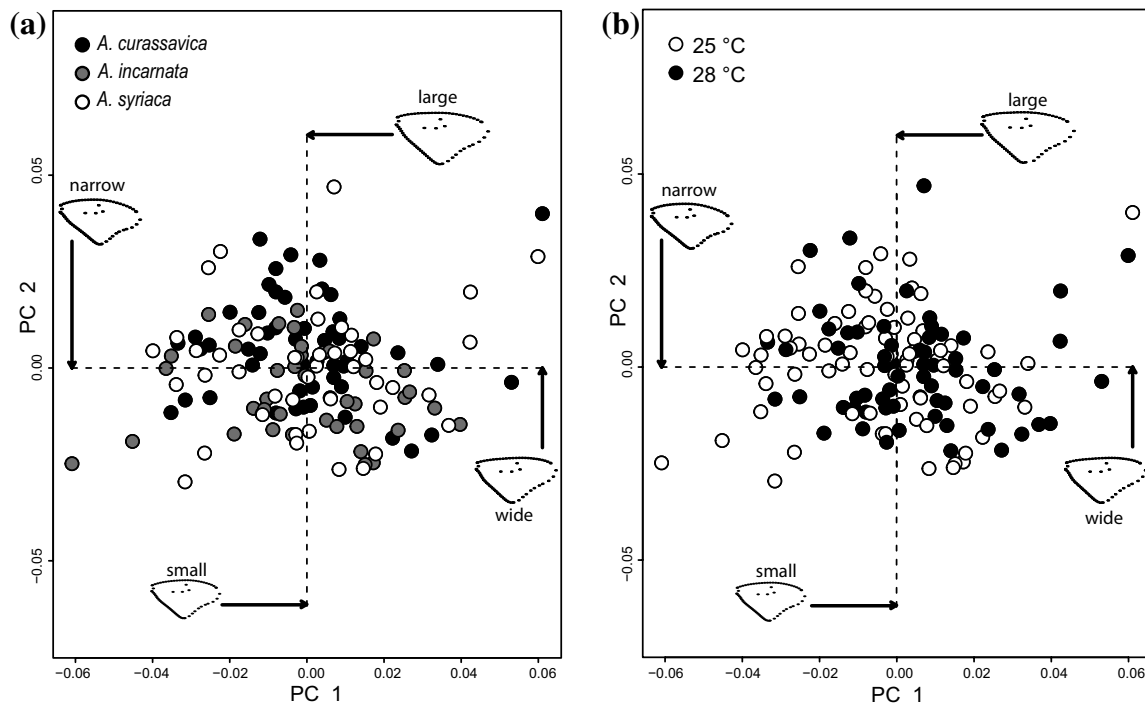 (a)
A. curassavica
A. incarnata
A. syriaca
large
narrow
wide
small
PC 2
0.05
0.00
−0.05
−0.06
−0.04
−0.02
0.00
0.02
0.04
0.06
PC 1
(b)
25 °C
28 °C
large
narrow
wide
small
PC 2
0.05
0.00
−0.05
−0.06
−0.04
−0.02
0.00
0.02
0.04
0.06
PC 1